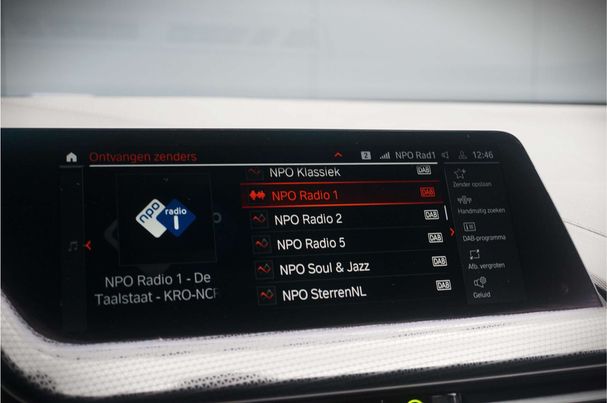 Ontvangen zenders
2 NPO Rad1 12:46
NPO Klassiek DAB
NPO Radio 1 DAB
NPO Radio 2 DAB
NPO Radio 5 DAB
NPO Soul & Jazz DAB
NPO SterrenNL DAB
npo radio 1
NPO Radio 1 - De
Taalstaat - KRO-NCR
Zender opslaan
Handmatig zoeken
DAB-programma
Afb. vergroten
Geluid